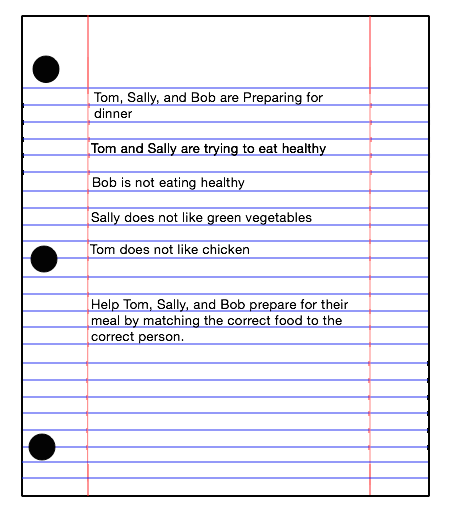 Tom, Sally, and Bob are Preparing for
dinner
Tom and Sally are trying to eat healthy
Bob is not eating healthy
Sally does not like green vegetables
Tom does not like chicken
Help Tom, Sally, and Bob prepare for their
meal by matching the correct food to the
correct person.